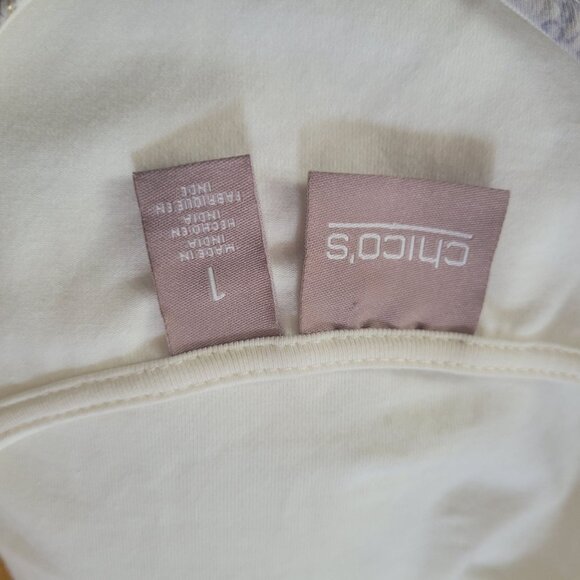 chico's
1
MADE IN
INDIA
HECHO EN
INDIA
FABRIQUE EN
INDE